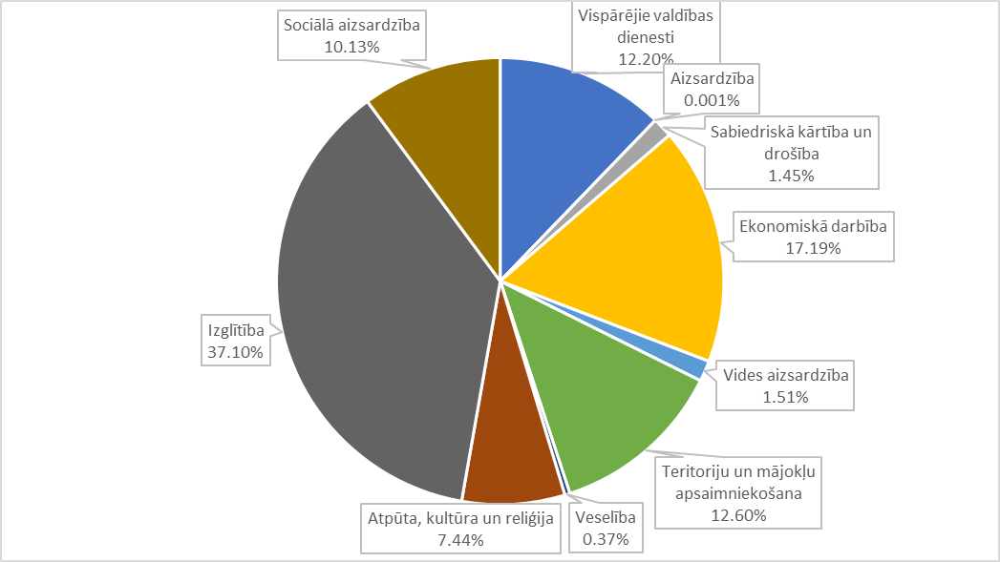 Sociālā aizsardzība
10.13%
Vispārējie valdības
dienesti
12.20%
Aizsardzība
0.001%
Sabiedriskā kārtība un
drošība
1.45%
Ekonomiskā darbība
17.19%
Vides aizsardzība
1.51%
Teritoriju un mājokļu
apsaimniekošana
12.60%
Veselība
0.37%
Atpūta, kultūra un reliģija
7.44%
Izglītība
37.10%